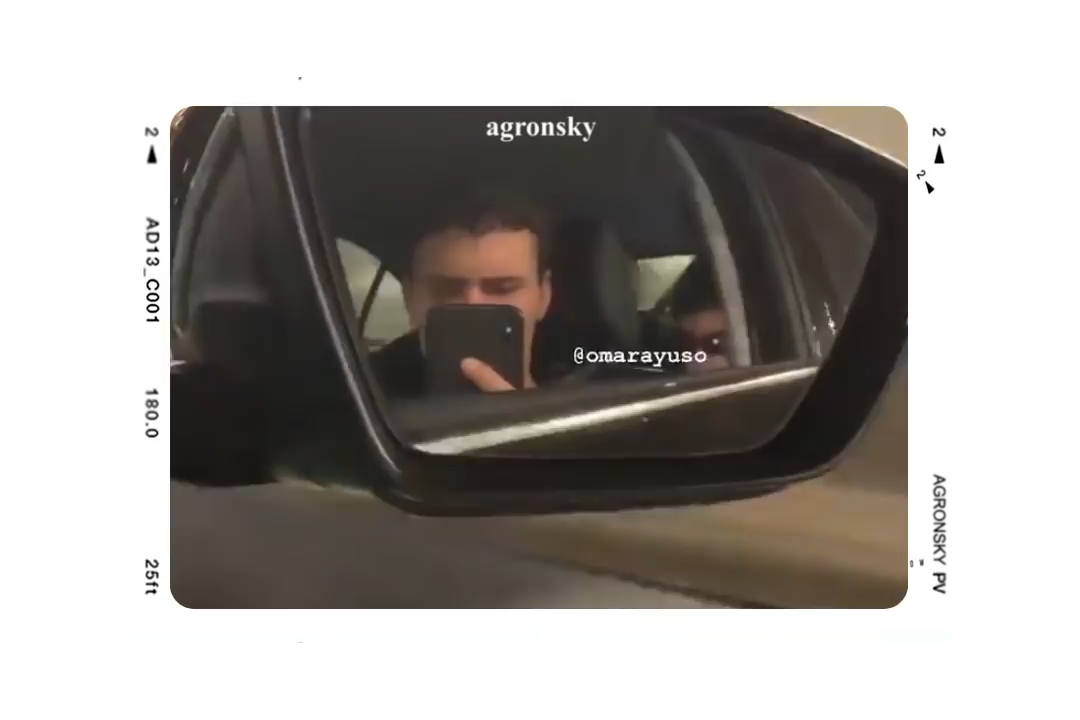 agronsky
@omarayuso
2
AD13_C001
180.0
25ft
2
2
AGRONSKY PV